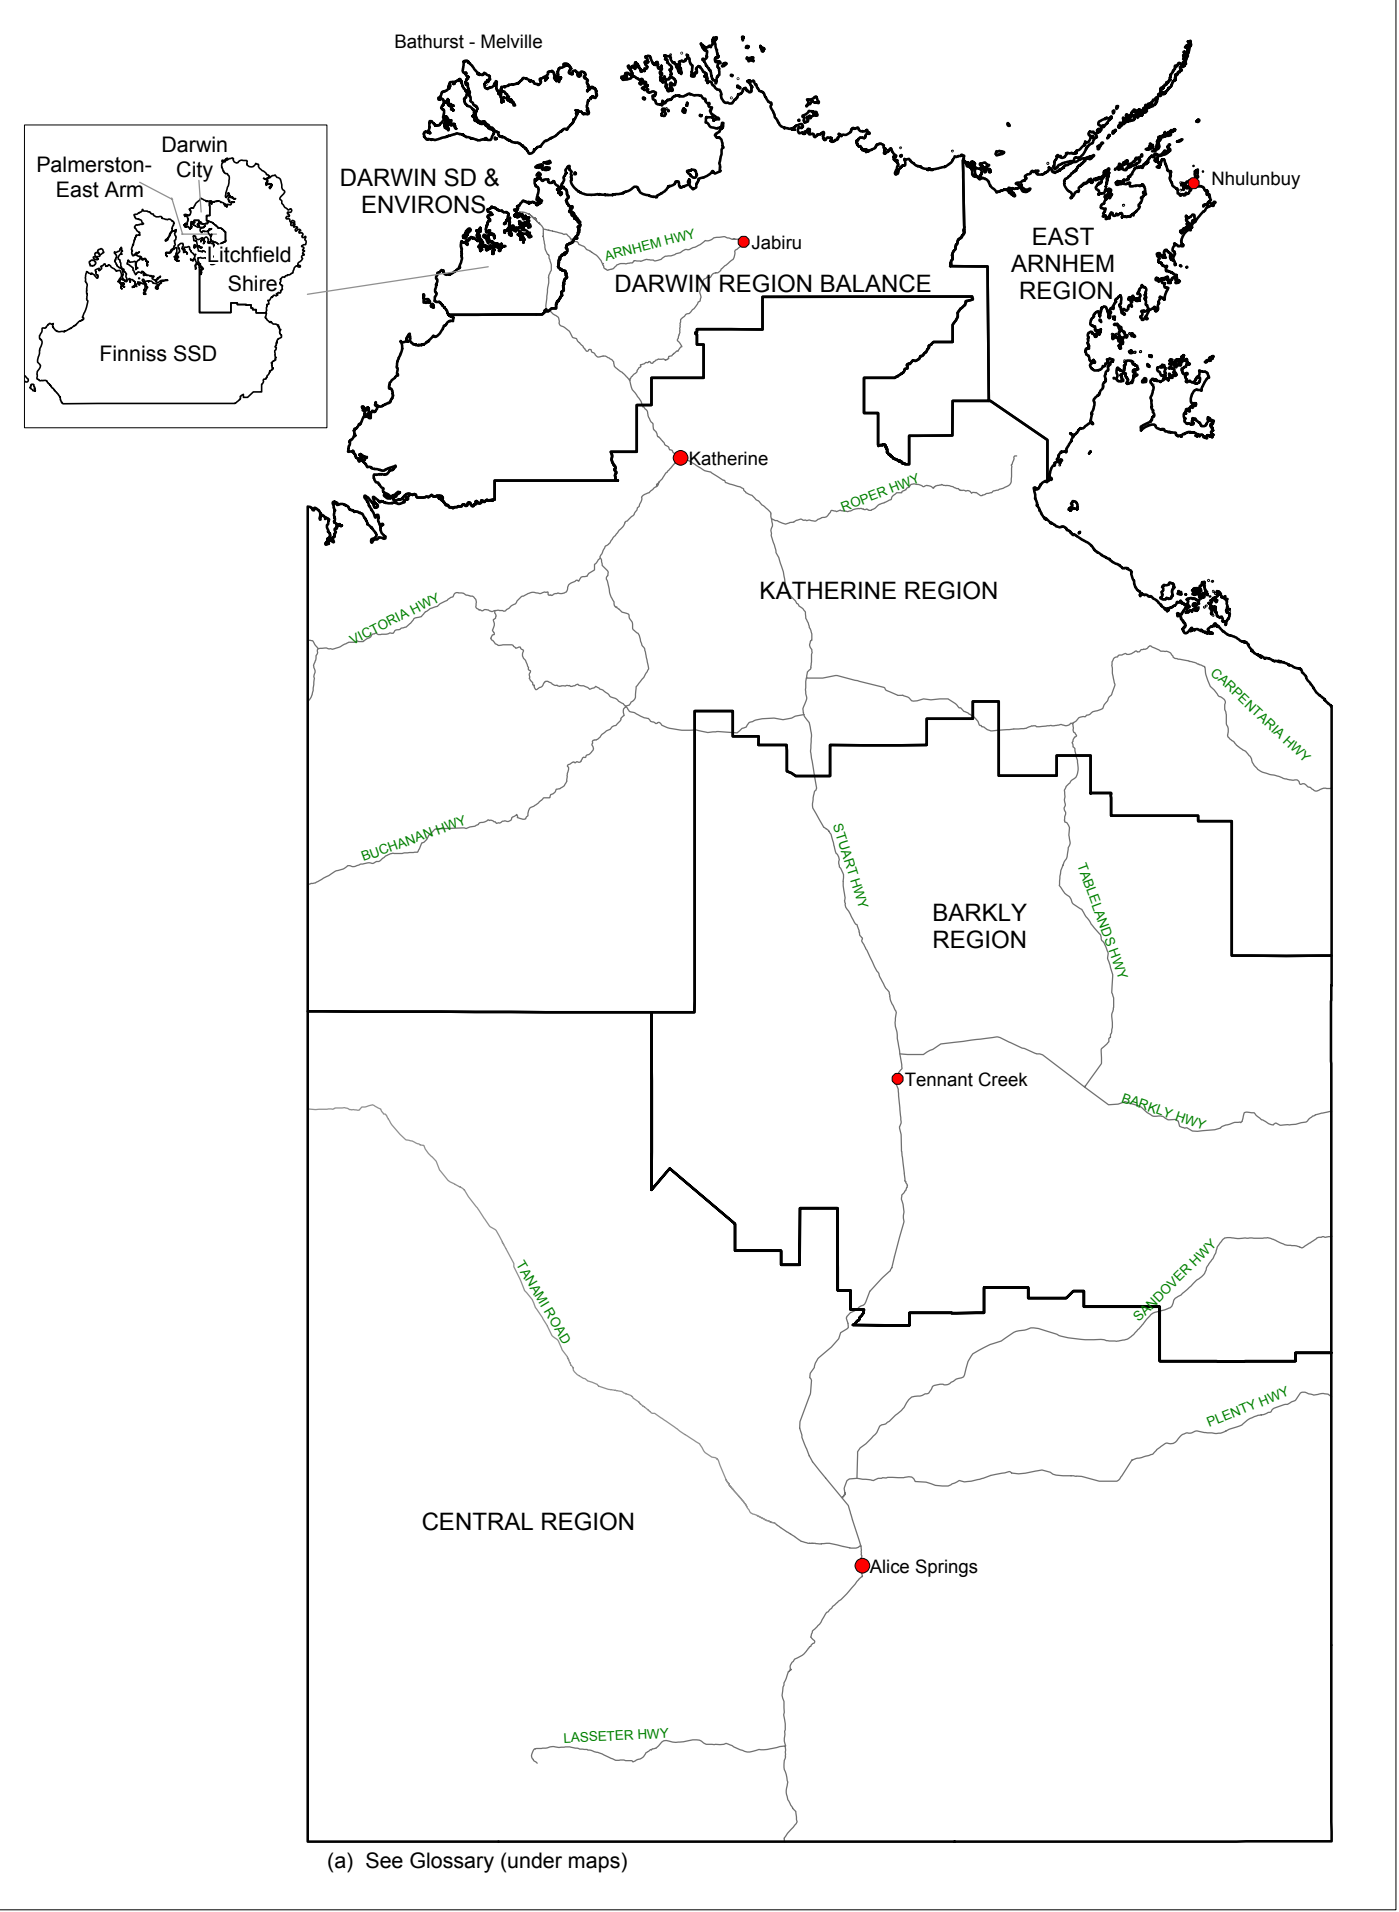 Bathurst - Melville
Darwin
City
Palmerston-
East Arm
Litchfield
Shire
Finniss SSD
DARWIN SD &
ENVIRONS
Nhulunbuy
ARNHEM HWY
Jabiru
EAST
ARNHEM
REGION
DARWIN REGION BALANCE
Katherine
ROPER HWY
KATHERINE REGION
VICTORIA HWY
CARPENTARIA HWY
BUCHANAN HWY
STUART HWY
TABLELANDS HWY
BARKLY
REGION
Tennant Creek
BARKLY HWY
TANAMI ROAD
SANDOVER HWY
PLENTY HWY
CENTRAL REGION
Alice Springs
LASSETER HWY
(a) See Glossary (under maps)